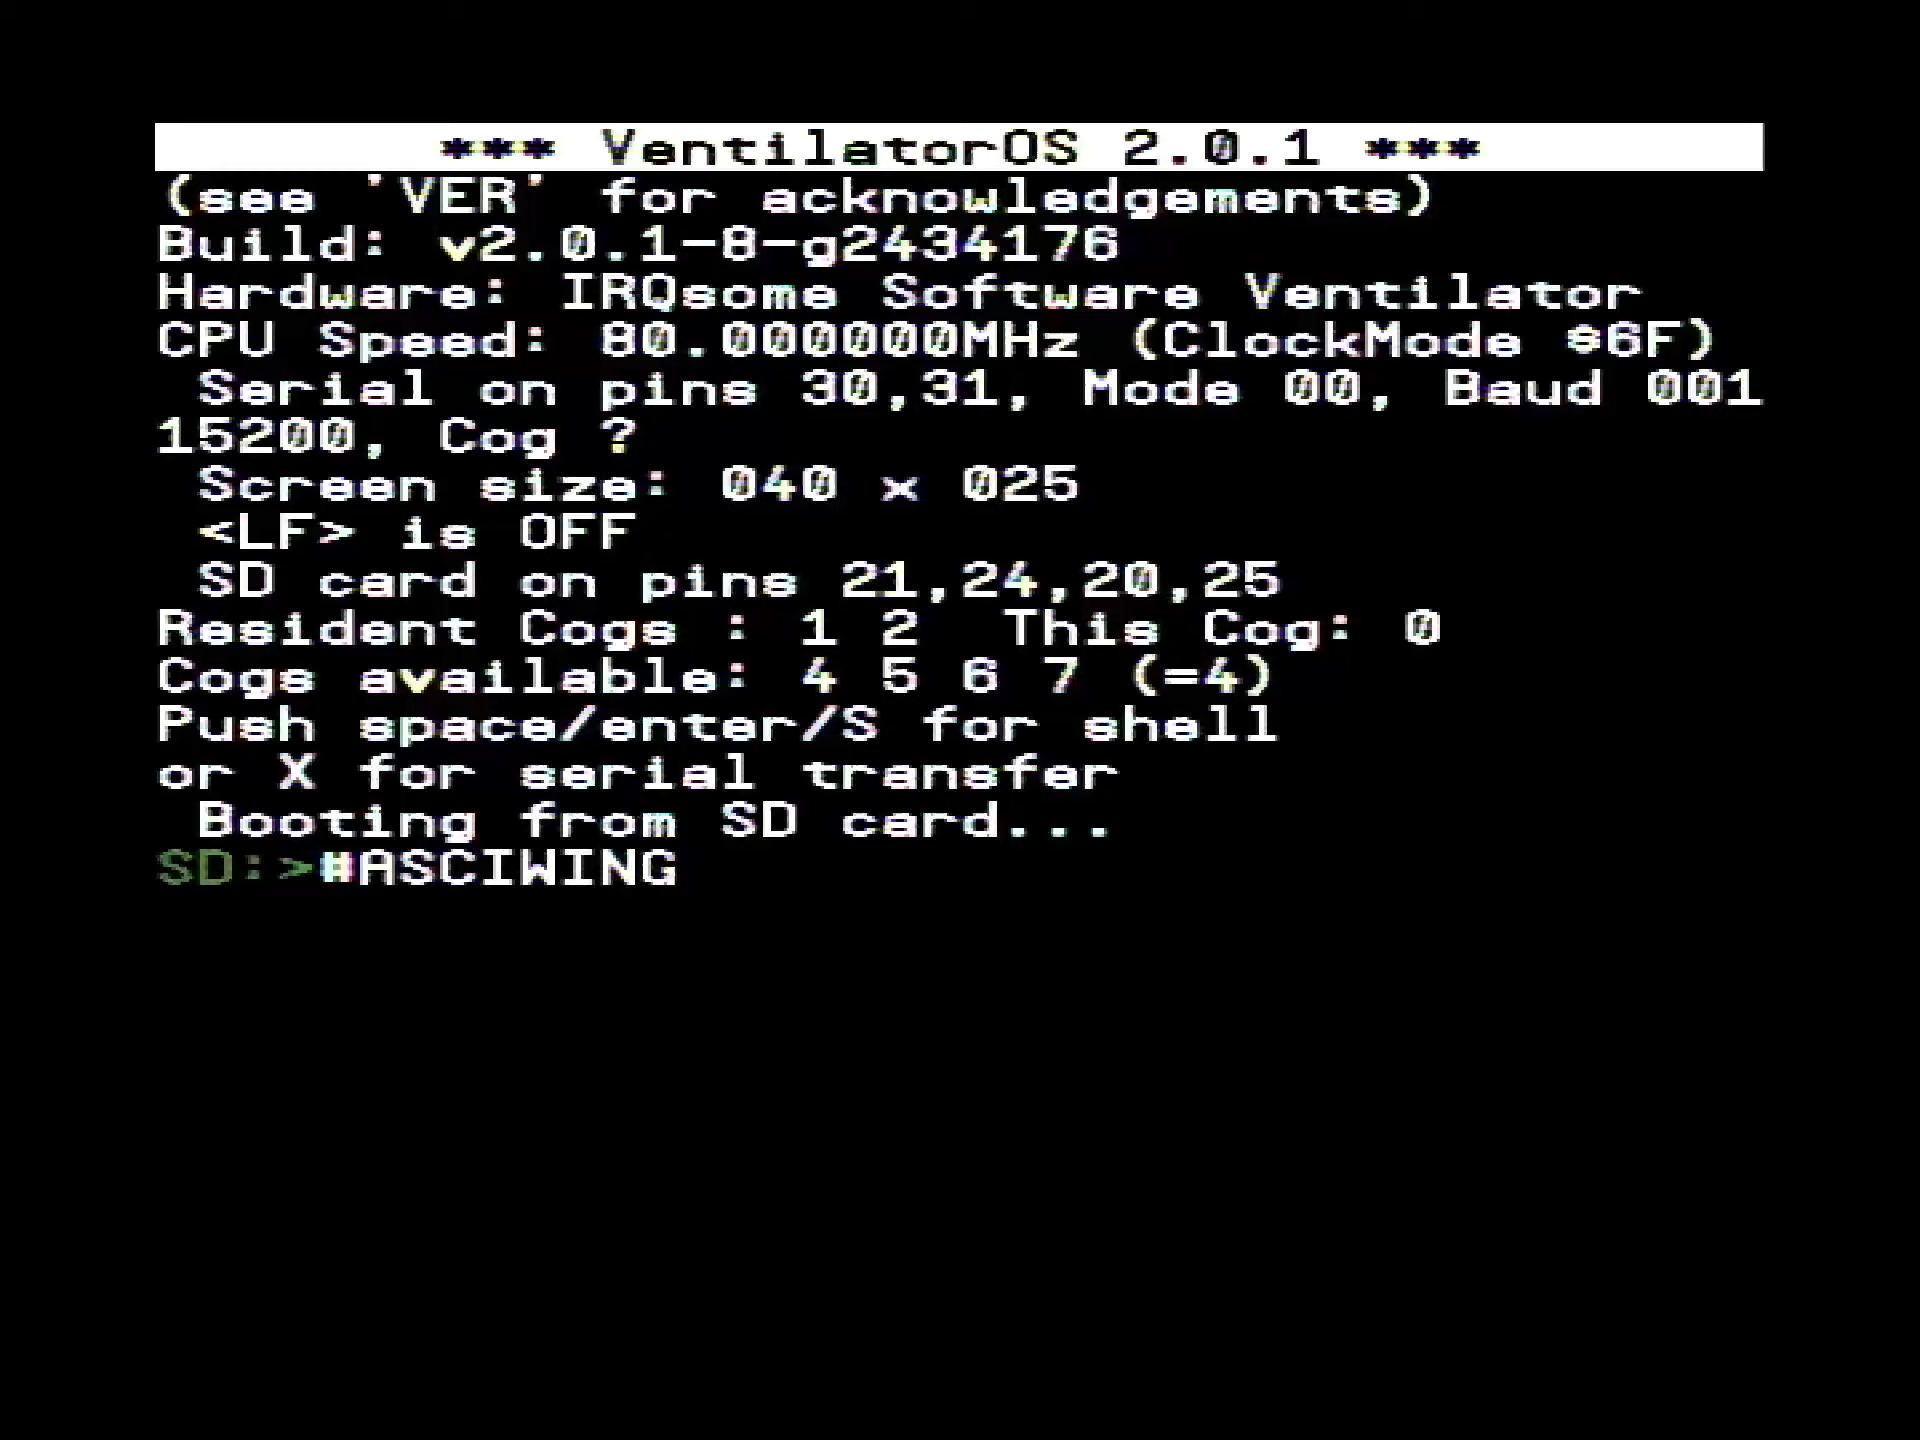 *** VentilatorOS 2.0.1 ***
(see 'VER' for acknowledgements)
Build: v2.0.1-8-g2434176
Hardware: IRQsome Software Ventilator
CPU Speed: 80.000000MHz (ClockMode $6F)
Serial on pins 30,31, Mode 00, Baud 001
15200, Cog ?
Screen size: 040 x 025
<LF> is OFF
SD card on pins 21,24,20,25
Resident Cogs : 1 2  This Cog: 0
Cogs available: 4 5 6 7 (=4)
Push space/enter/S for shell
or X for serial transfer
Booting from SD card...
SD:>#ASCIWING